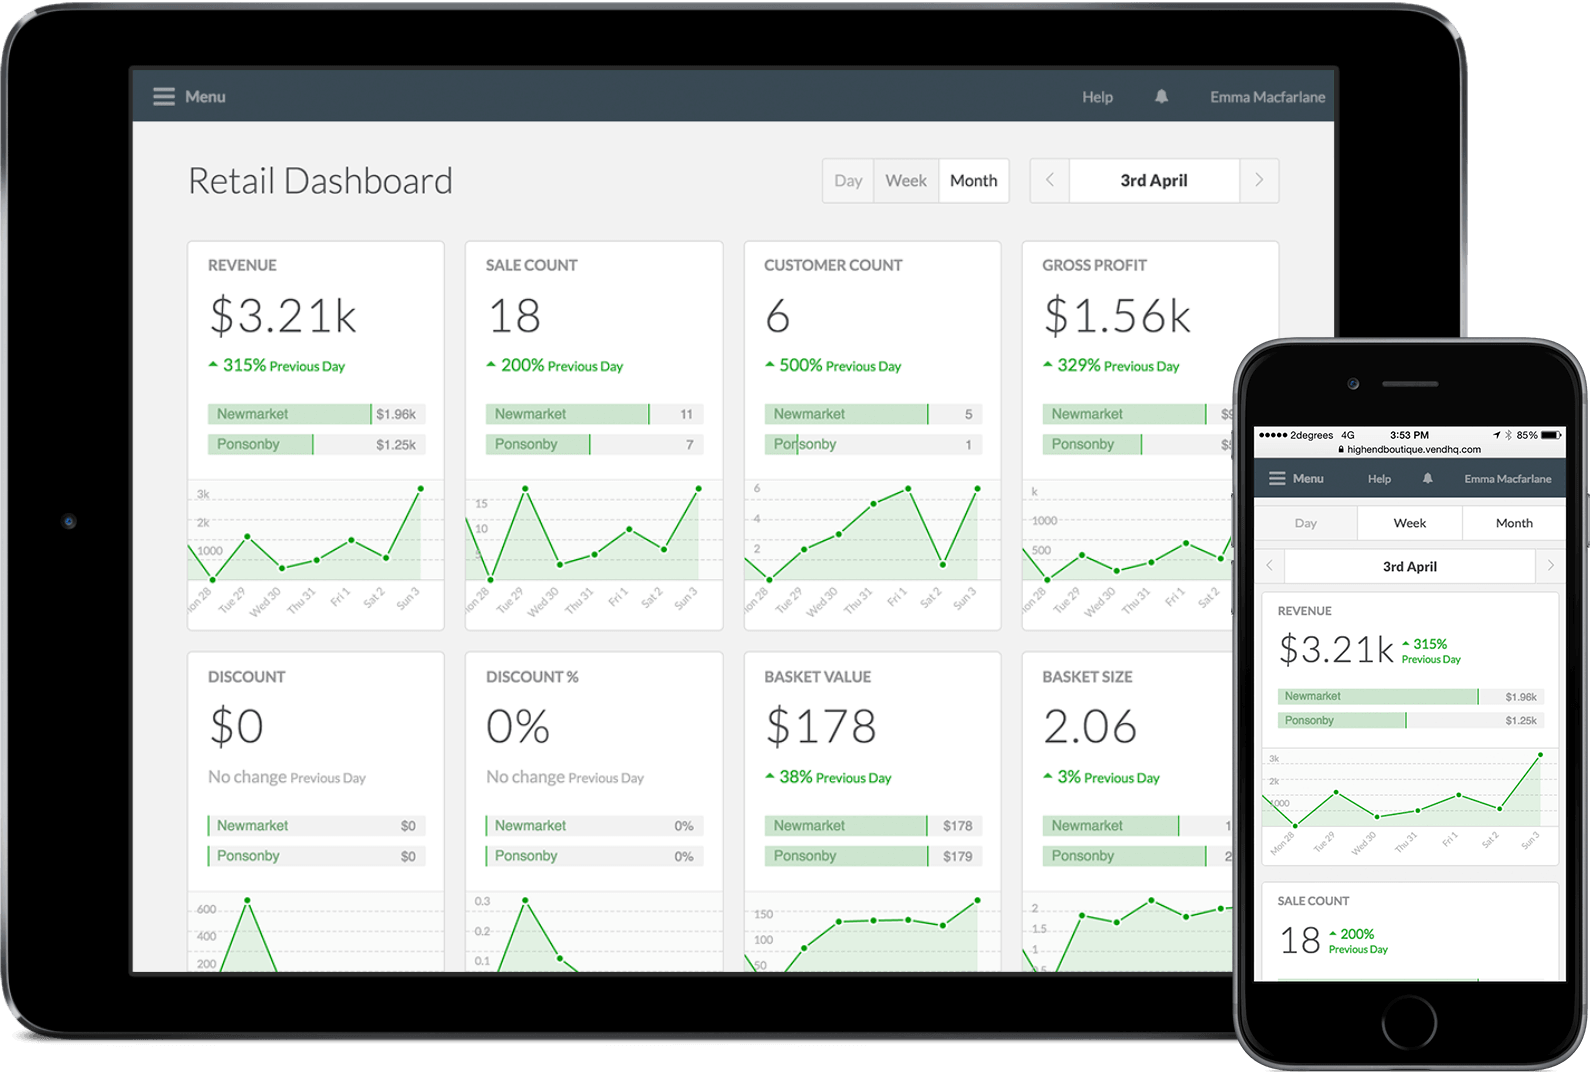 Menu Help Emma Macfarlane
Retail Dashboard
Day Week Month 3rd April
REVENUE
$3.21k
315% Previous Day
Newmarket $1.96k
Ponsonby $1.25k
3k
2k
1000
on 28 Tue 29 Wed 30 Thu 31 Fri 1 Sat 2 Sun 3
SALE COUNT
18
200% Previous Day
Newmarket 11
Ponsonby 7
15
10
5
on 28 Tue 29 Wed 30 Thu 31 Fri 1 Sat 2 Sun 3
CUSTOMER COUNT
6
500% Previous Day
Newmarket 5
Ponsonby 1
6
4
2
on 28 Tue 29 Wed 30 Thu 31 Fri 1 Sat 2 Sun 3
GROSS PROFIT
$1.56k
329% Previous Day
Newmarket
Ponsonby
k
1000
500
on 28 Tue 29 Wed 30 Thu 31 Fri 1 Sat 2
DISCOUNT
$0
No change Previous Day
Newmarket $0
Ponsonby $0
600
400
200
DISCOUNT %
0%
No change Previous Day
Newmarket 0%
Ponsonby 0%
0.3
0.2
0.1
BASKET VALUE
$178
38% Previous Day
Newmarket $178
Ponsonby $179
150
100
50
BASKET SIZE
2.06
3% Previous Day
Newmarket 1
Ponsonby 2
2
1.5
1
0.5
2degrees 4G 3:53 PM 85%
highendboutique.vendhq.com
Menu Help Emma Macfarlane
Day Week Month
3rd April
REVENUE
$3.21k 315%
Previous Day
Newmarket $1.96k
Ponsonby $1.25k
3k
2k
1000
Mon 28 Tue 29 Wed 30 Thu 31 Fri 1 Sat 2 Sun 3
SALE COUNT
18 200%
Previous Day